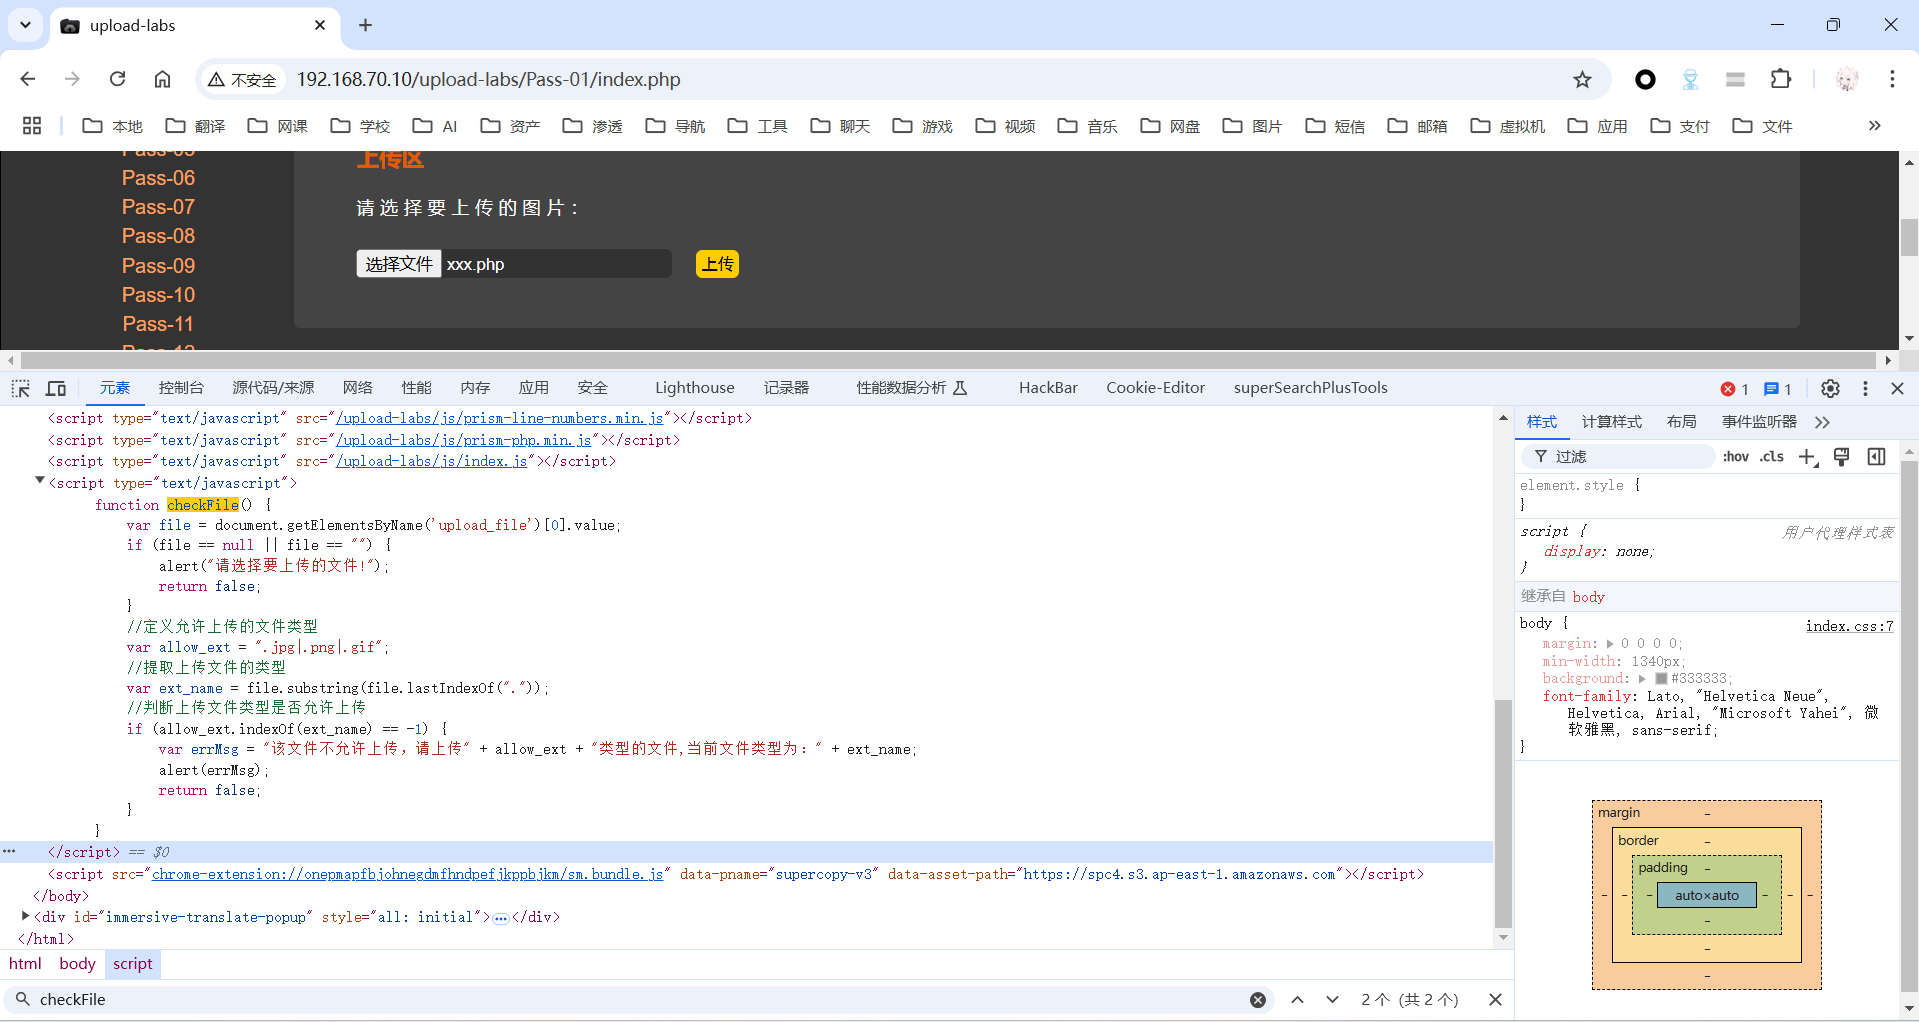 upload-labs
不安全
192.168.70.10/upload-labs/Pass-01/index.php
本地 翻译 网课 学校 AI 资产 渗透 导航 工具 聊天 游戏 视频 音乐 网盘 图片 短信 邮箱 虚拟机 应用 支付 文件
上传区
Pass-06
Pass-07
Pass-08
Pass-09
Pass-10
Pass-11
请选择要上传的图片：
选择文件 xxx.php 上传
元素 控制台 源代码/来源 网络 性能 内存 应用 安全 Lighthouse 记录器 性能数据分析 HackBar Cookie-Editor superSearchPlusTools 1 1
<script type="text/javascript" src="/upload-labs/js/prism-line-numbers.min.js"></script>
<script type="text/javascript" src="/upload-labs/js/prism-php.min.js"></script>
<script type="text/javascript" src="/upload-labs/js/index.js"></script>
<script type="text/javascript">
function checkFile() {
var file = document.getElementsByName('upload_file')[0].value;
if (file == null || file == "") {
alert("请选择要上传的文件!");
return false;
}
//定义允许上传的文件类型
var allow_ext = ".jpg|.png|.gif";
//提取上传文件的类型
var ext_name = file.substring(file.lastIndexOf("."));
//判断上传文件类型是否允许上传
if (allow_ext.indexOf(ext_name) == -1) {
var errMsg = "该文件不允许上传，请上传" + allow_ext + "类型的文件,当前文件类型为：" + ext_name;
alert(errMsg);
return false;
}
}
</script> == $0
<script src="chrome-extension://onepmapfbjohnegdmfhndpefjkppbjkm/sm.bundle.js" data-pname="supercopy-v3" data-asset-path="https://spc4.s3.ap-east-1.amazonaws.com"></script>
</body>
<div id="immersive-translate-popup" style="all: initial">…</div>
</html>
html body script
checkFile 2 个 (共 2 个)
样式 计算样式 布局 事件监听器
过滤 :hov .cls
element.style {
}
script { 用户代理样式表
display: none;
}
继承自 body
body { index.css:7
margin: 0 0 0 0;
min-width: 1340px;
background: #333333;
font-family: Lato, "Helvetica Neue",
Helvetica, Arial, "Microsoft Yahei", 微
软雅黑, sans-serif;
}
margin -
border -
padding -
- - - auto×auto - - -
-
-
-